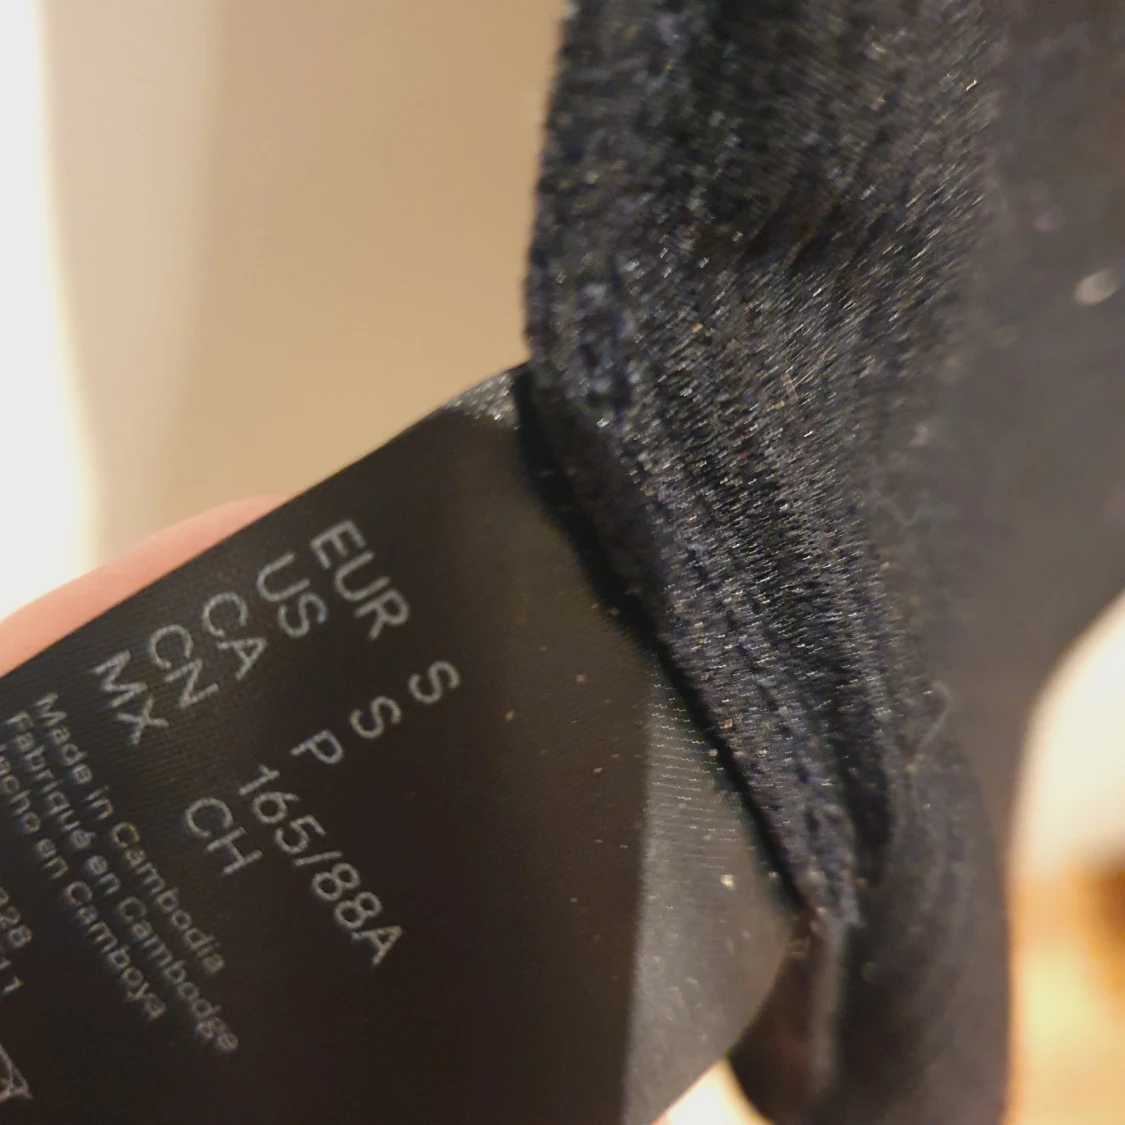 EUR S
US S
CA P
CN 165/88A
MX CH
Made in Cambodia
Fabriqué en Cambodge
Hecho en Camboya